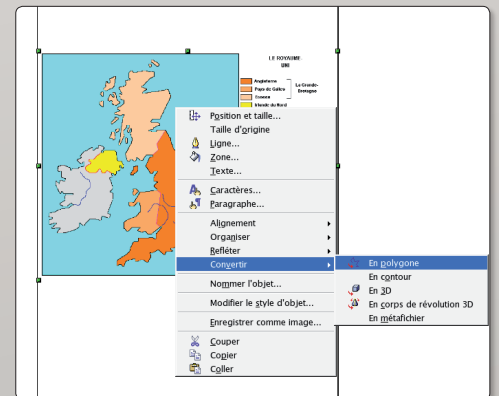 LE ROYAUME
UNI
Angleterre
Pays de Galles
Ecosse
Irlande du Nord
La Grande-
Bretagne
Position et taille...
Taille d'origine
Ligne...
Zone...
Texte...
Caractères...
Paragraphe...
Alignement
Organiser
Refléter
Convertir
Nommer l'objet...
Modifier le style d'objet...
Enregistrer comme image...
Couper
Copier
Coller
En polygone
En contour
En 3D
En corps de révolution 3D
En métafichier